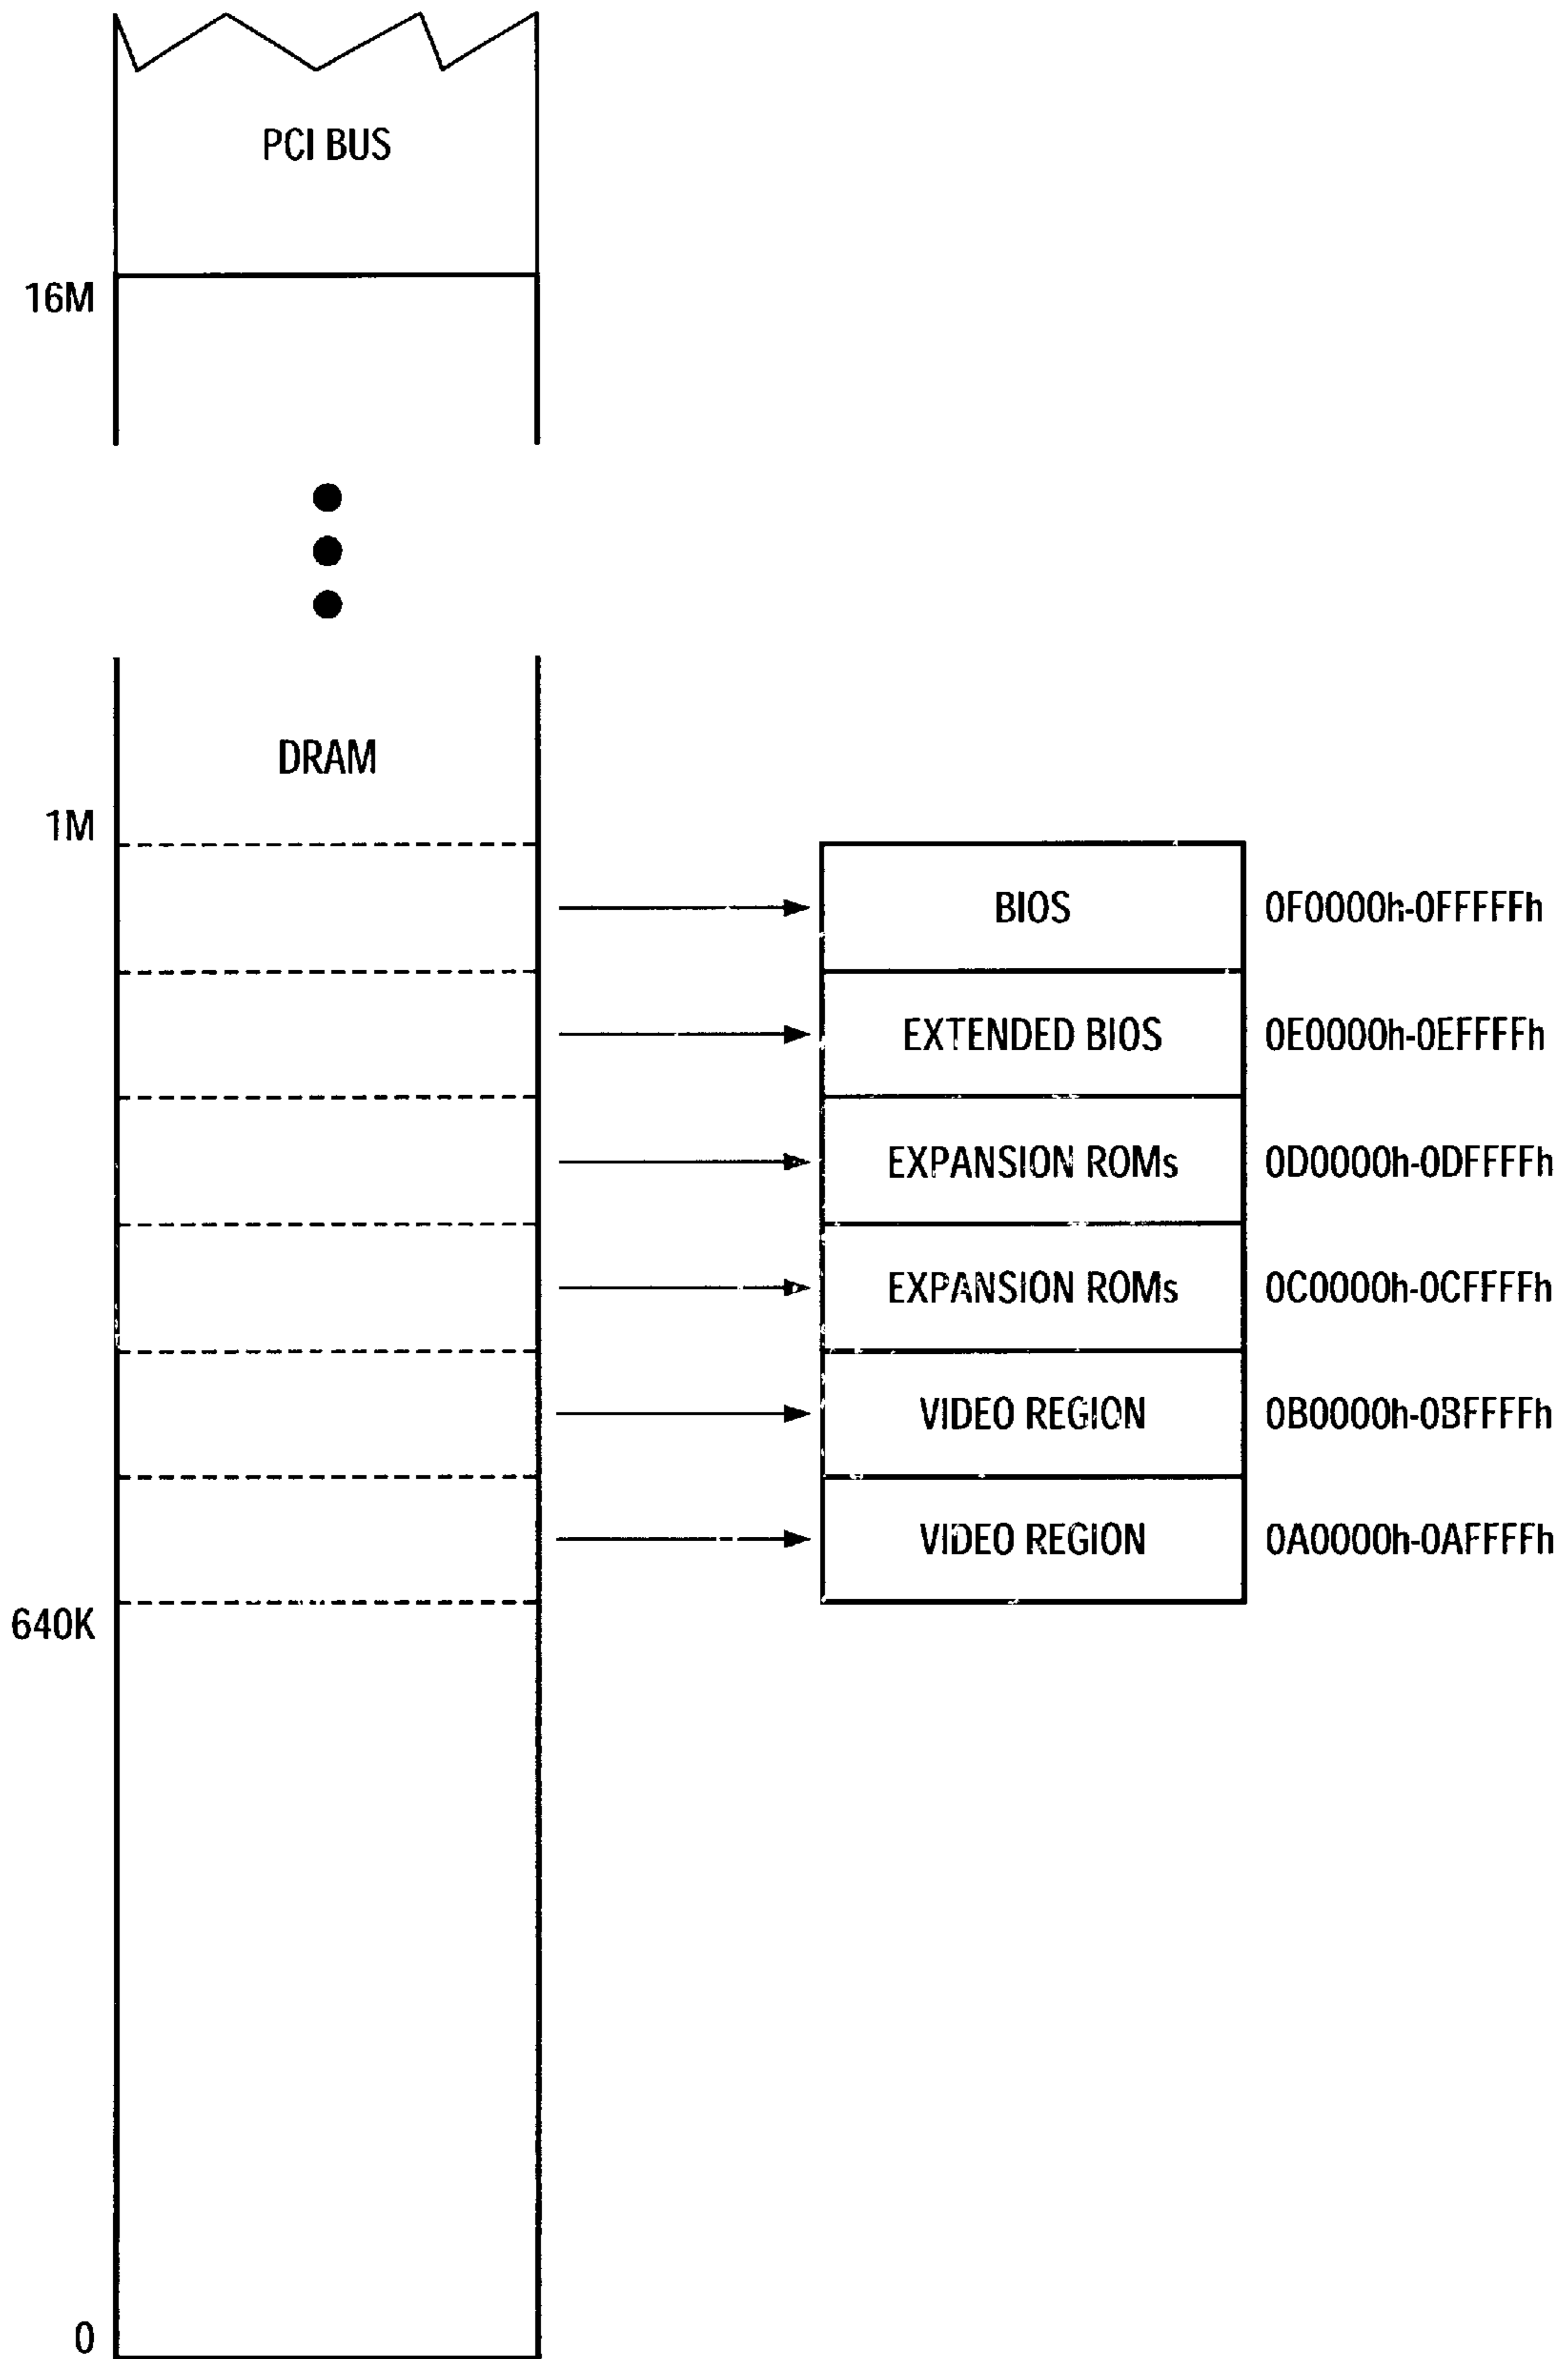 PCI BUS
16M
DRAM
1M
BIOS 0F0000h-0FFFFFh
EXTENDED BIOS 0E0000h-0EFFFFh
EXPANSION ROMs 0D0000h-0DFFFFh
EXPANSION ROMs 0C0000h-0CFFFFh
VIDEO REGION 0B0000h-0BFFFFh
VIDEO REGION 0A0000h-0AFFFFh
640K
0